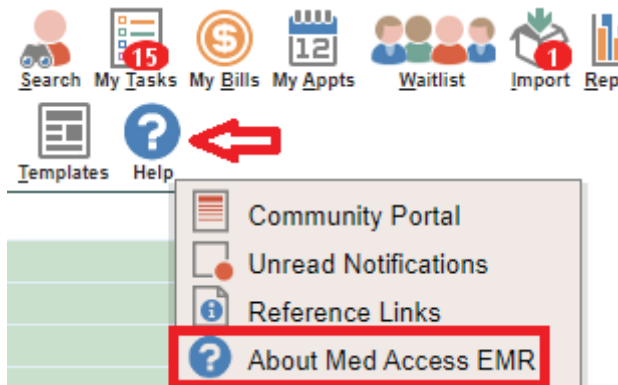 15
12
1
Search My Tasks My Bills My Appts Waitlist Import Rep
Templates Help
Community Portal
Unread Notifications
Reference Links
About Med Access EMR